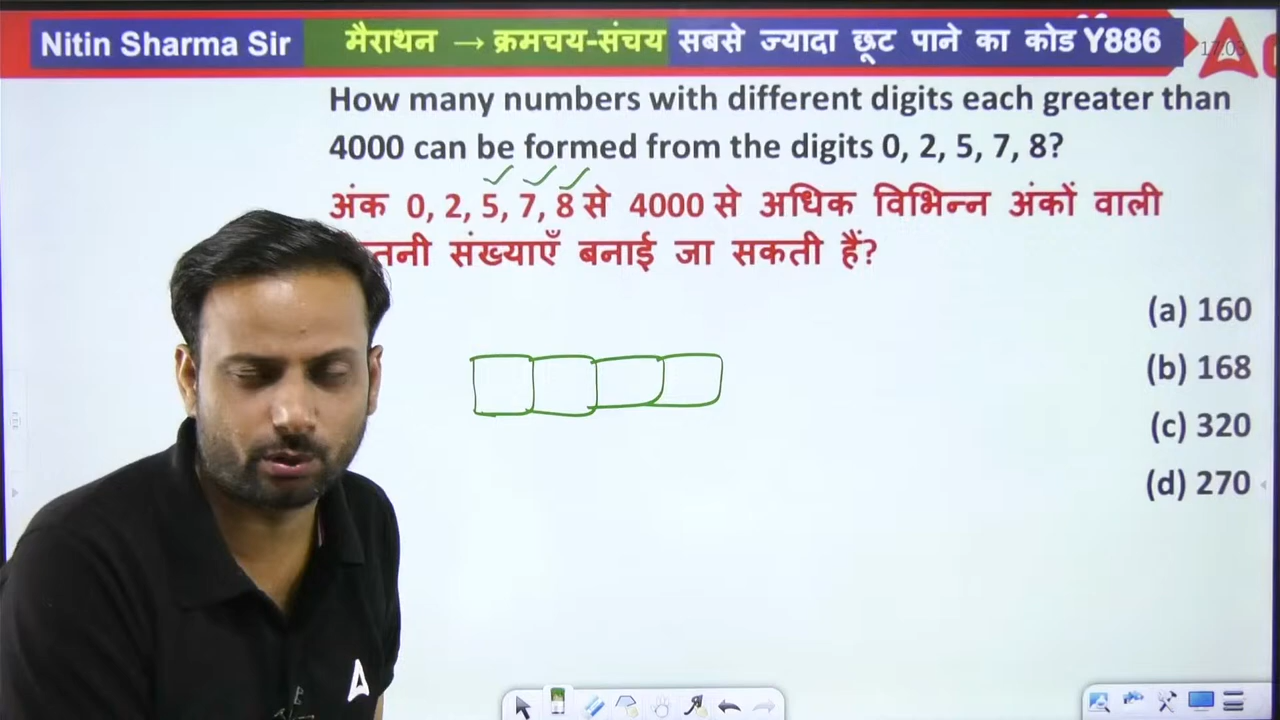 Nitin Sharma Sir मैराथन → क्रमचय-संचय सबसे ज्यादा छूट पाने का कोड Y886
17:03
How many numbers with different digits each greater than
4000 can be formed from the digits 0, 2, 5, 7, 8?
अंक 0, 2, 5, 7, 8 से 4000 से अधिक विभिन्न अंकों वाली
तनी संख्याएँ बनाई जा सकती हैं?
(a) 160
(b) 168
(c) 320
(d) 270